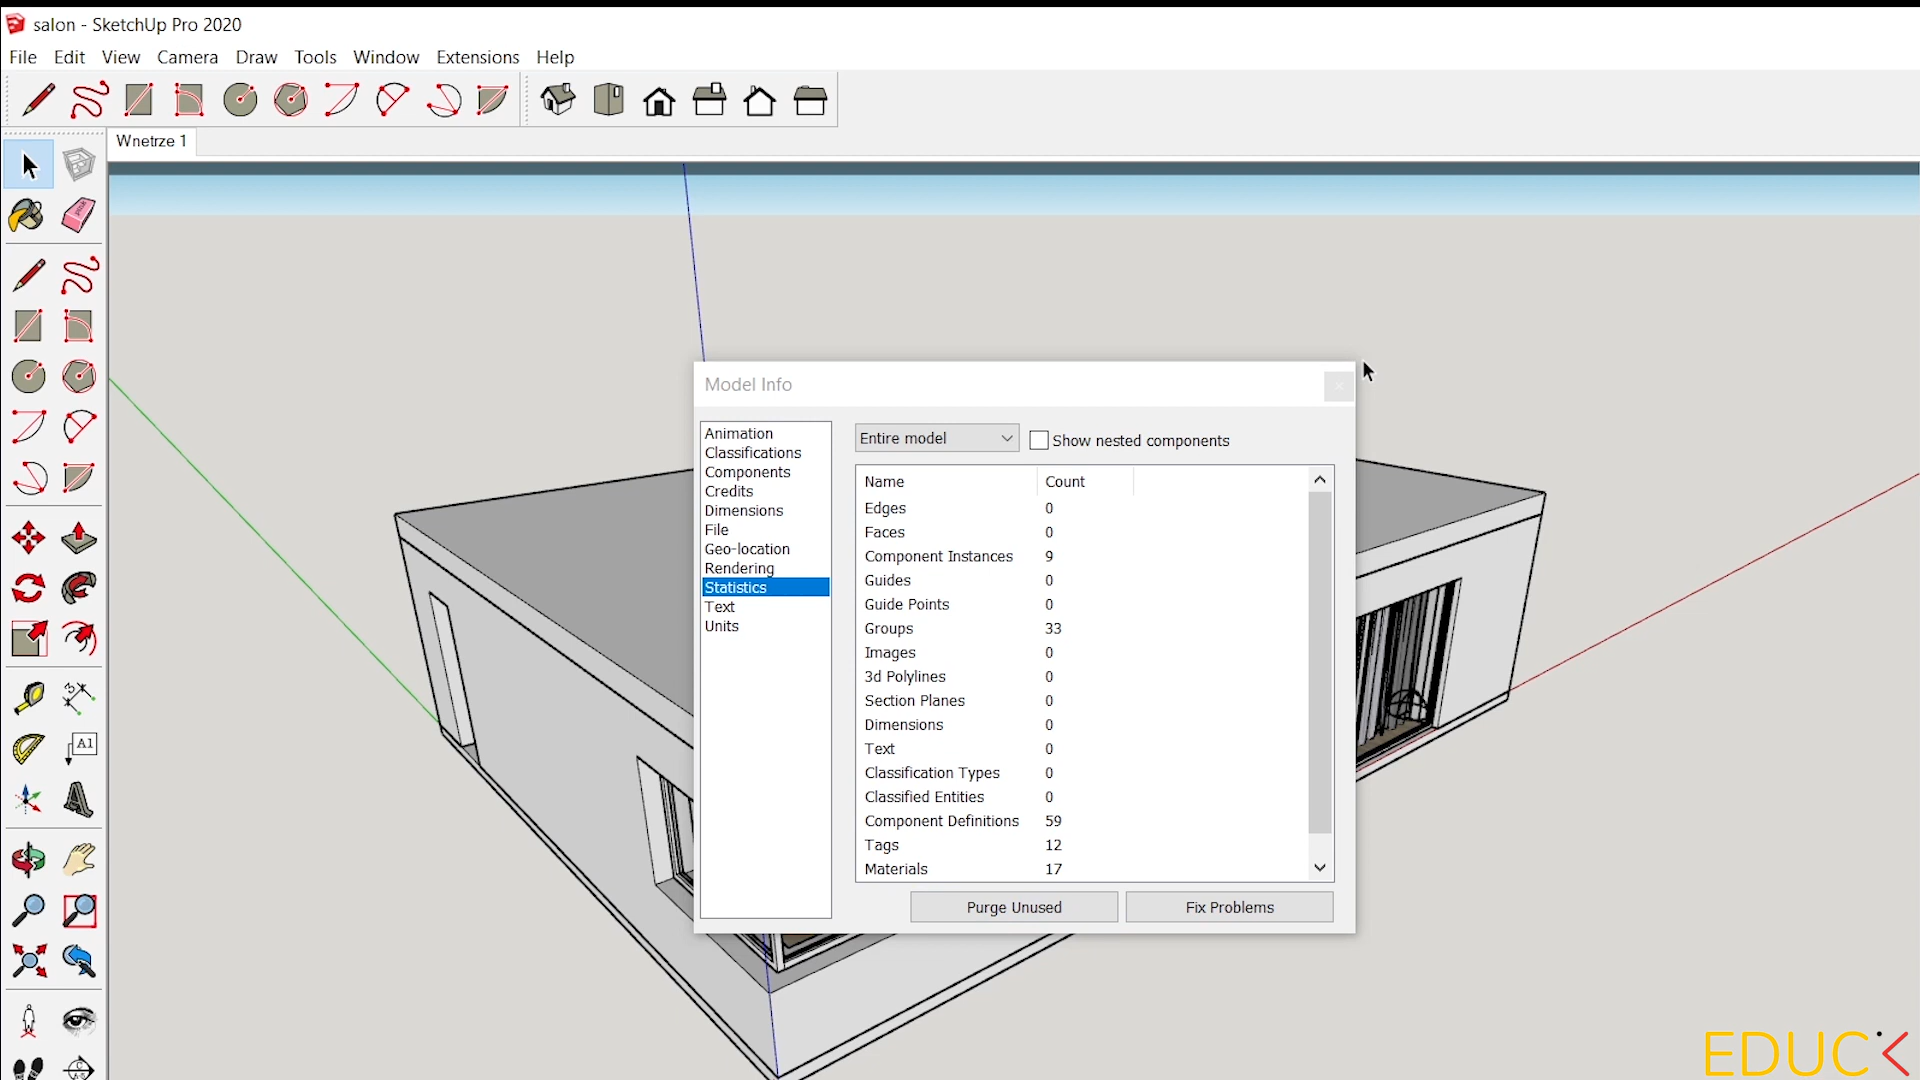 salon - SketchUp Pro 2020
File Edit View Camera Draw Tools Window Extensions Help
Wnetrze 1
Model Info
Animation
Classifications
Components
Credits
Dimensions
File
Geo-location
Rendering
Statistics
Text
Units
Entire model
Show nested components
Name Count
Edges 0
Faces 0
Component Instances 9
Guides 0
Guide Points 0
Groups 33
Images 0
3d Polylines 0
Section Planes 0
Dimensions 0
Text 0
Classification Types 0
Classified Entities 0
Component Definitions 59
Tags 12
Materials 17
Purge Unused Fix Problems
3
A1
EDUC